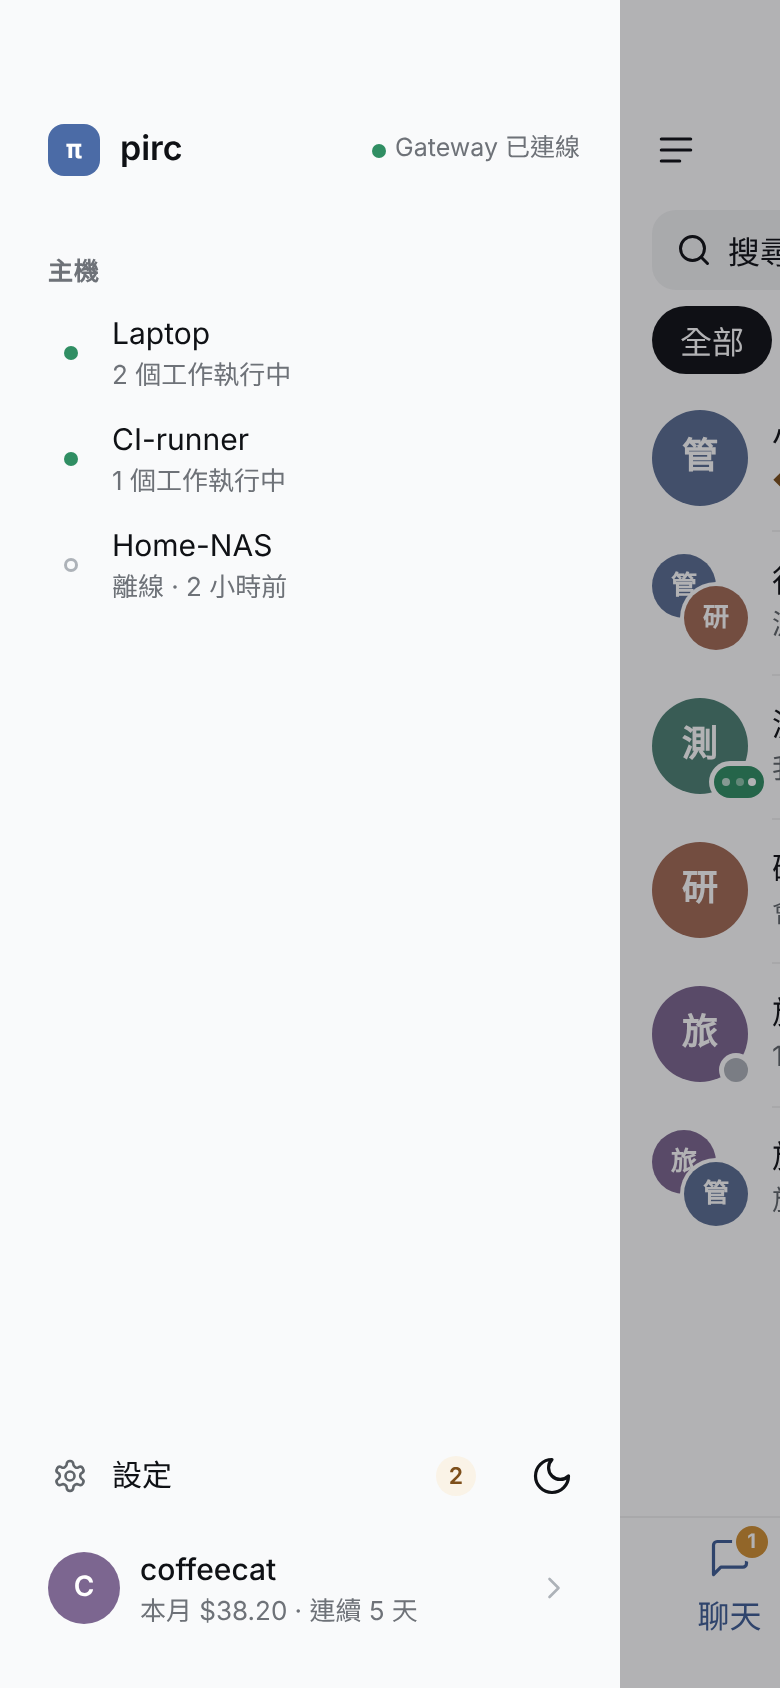 π pirc
Gateway 已連線
主機
Laptop
2 個工作執行中
CI-runner
1 個工作執行中
Home-NAS
離線 · 2 小時前
設定
2
C
coffeecat
本月 $38.20 · 連續 5 天
搜尋
全部
管
管
研
測
研
旅
旅
管
1
聊天